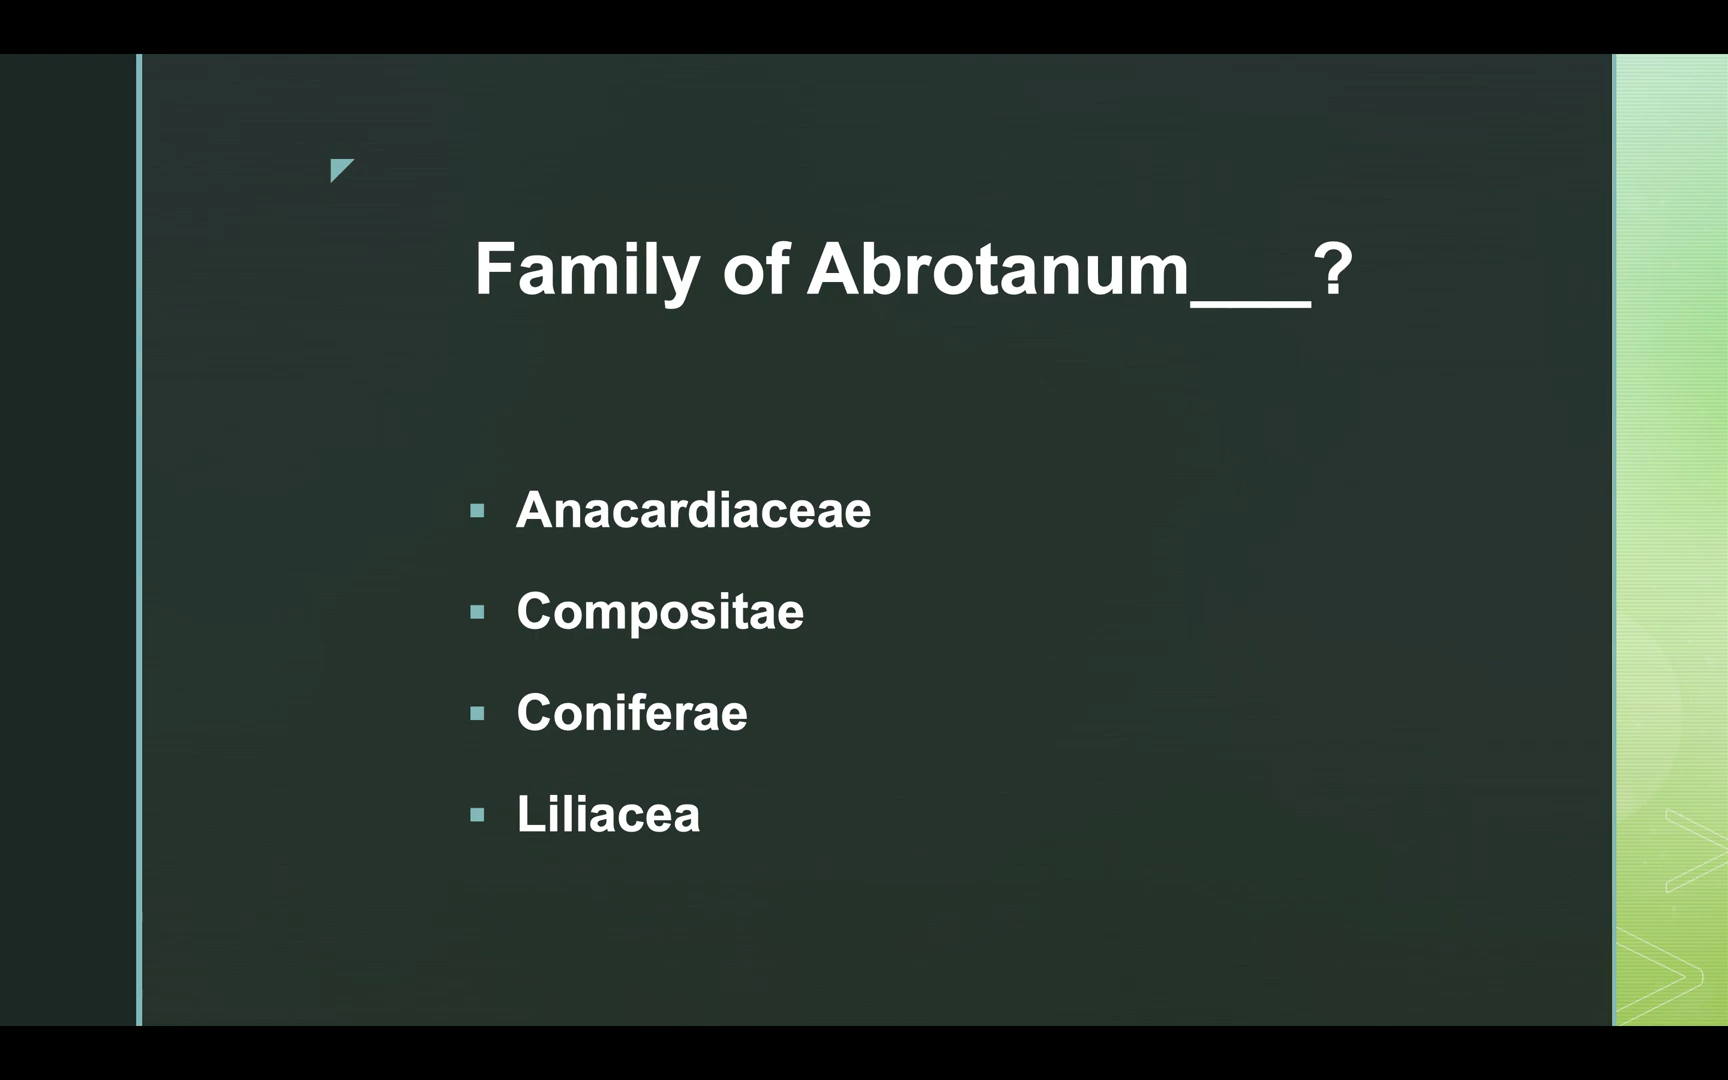 Family of Abrotanum___?
Anacardiaceae
Compositae
Coniferae
Liliacea